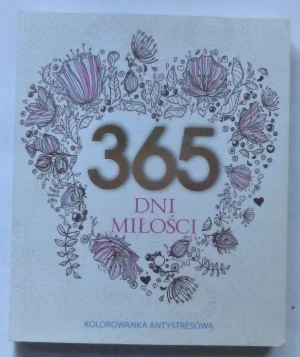 365
DNI
MIŁOŚCI
KOLOROWANKA ANTYSTRESOWA